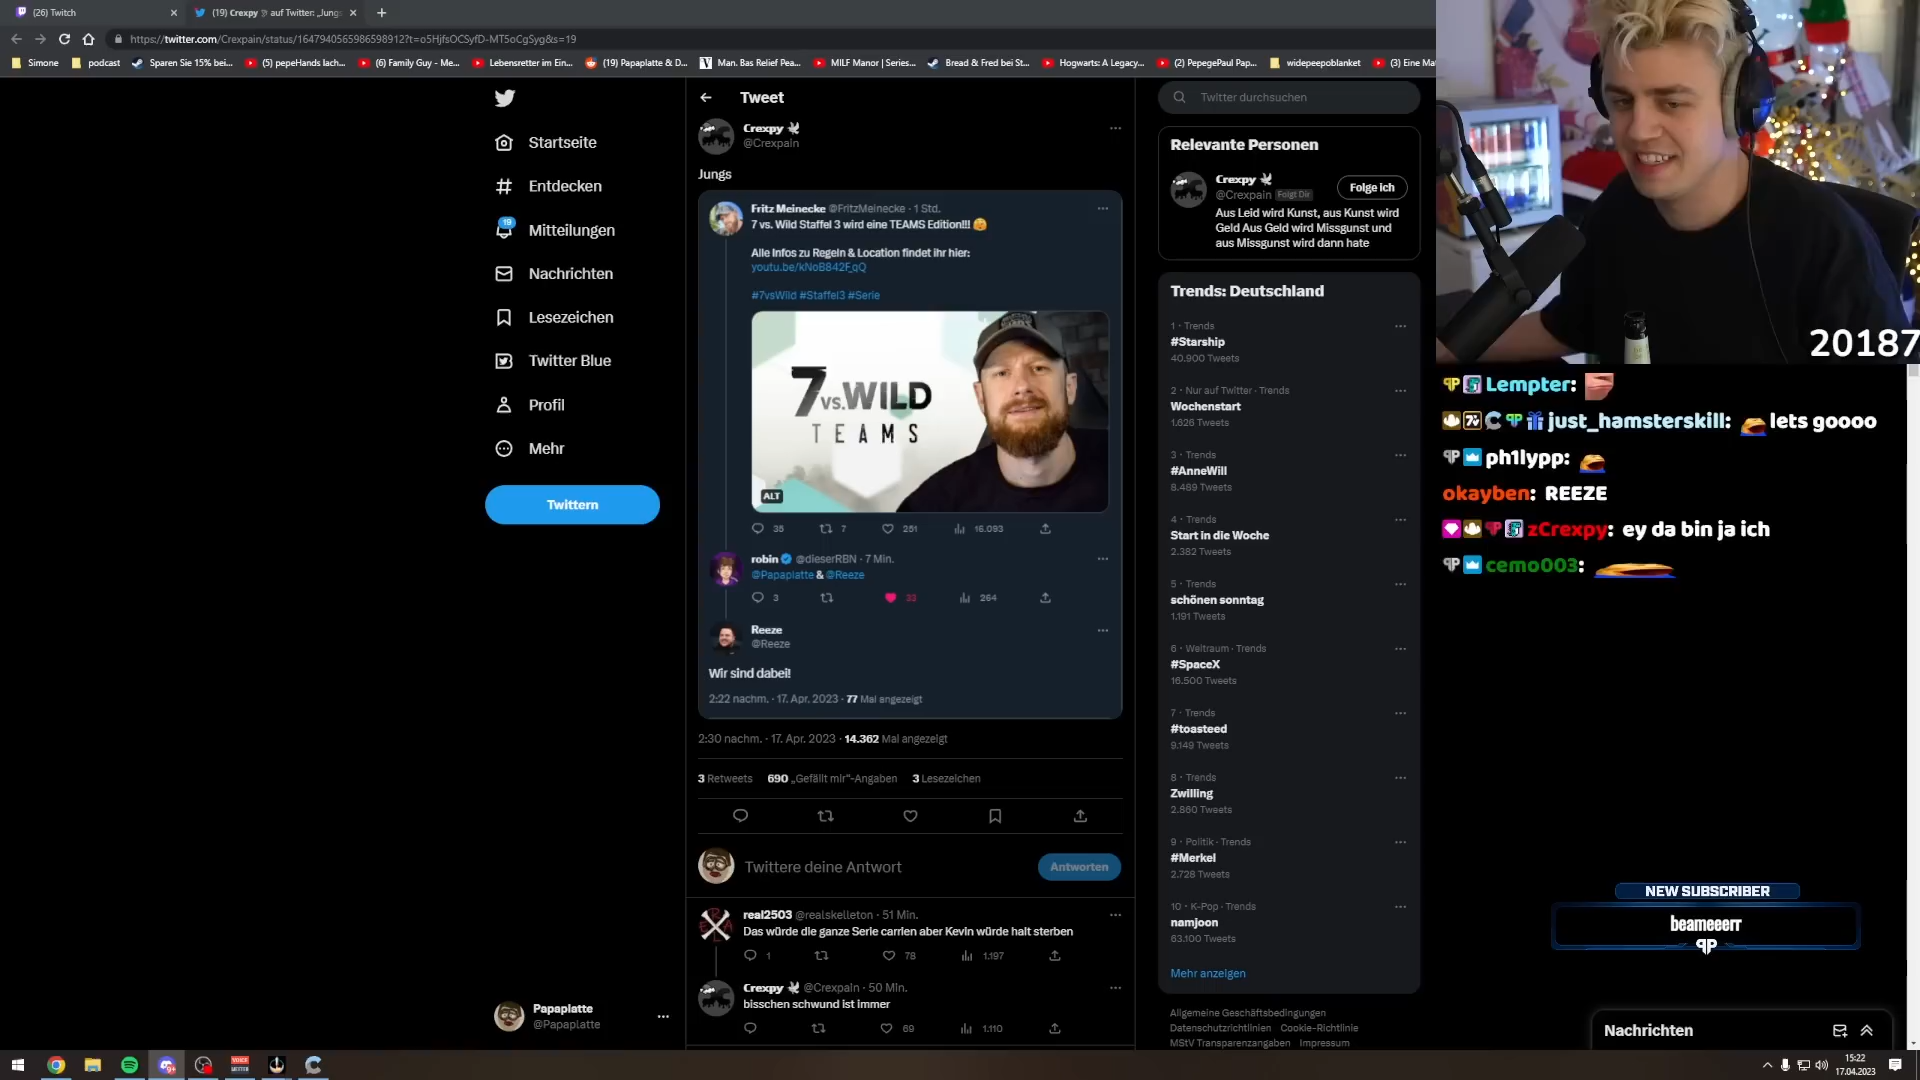 (26) Twitch
(19) Crexpy auf Twitter: „Jungs
https://twitter.com/Crexpain/status/1647940565986598912?t=o5HjfsOCSyfD-MT5oCgSyg&s=19
Simone
podcast
Sparen Sie 15% bei...
(5) pepeHands lach...
(6) Family Guy - Me...
Lebensretter im Ein...
(19) Papaplatte & D...
Man. Bas Relief Pea...
MILF Manor | Series...
Bread & Fred bei St...
Hogwarts: A Legacy...
(2) PepegePaul Pap...
widepeepoblanket
(3) Eine Mat
Startseite
Entdecken
19
Mitteilungen
Nachrichten
Lesezeichen
Twitter Blue
Profil
Mehr
Twittern
Papaplatte
@Papaplatte
Tweet
Crexpy
@Crexpain
Jungs
Fritz Meinecke @FritzMeinecke · 1 Std.
7 vs. Wild Staffel 3 wird eine TEAMS Edition!!!
Alle Infos zu Regeln & Location findet ihr hier:
youtu.be/kNoB842F_qQ
#7vsWild #Staffel3 #Serie
7 VS. WILD
TEAMS
ALT
35 7 251 16.093
robin @dieserRBN · 7 Min.
@Papaplatte & @Reeze
3 33 264
Reeze
@Reeze
Wir sind dabei!
2:22 nachm. · 17. Apr. 2023 · 77 Mal angezeigt
2:30 nachm. · 17. Apr. 2023 · 14.362 Mal angezeigt
3 Retweets 690 „Gefällt mir“-Angaben 3 Lesezeichen
Twittere deine Antwort
Antworten
real2503 @realskelleton · 51 Min.
Das würde die ganze Serie carrien aber Kevin würde halt sterben
1 78 1.197
Crexpy @Crexpain · 50 Min.
bisschen schwund ist immer
69 1.110
Twitter durchsuchen
Relevante Personen
Crexpy
@Crexpain Folgt Dir
Folge ich
Aus Leid wird Kunst, aus Kunst wird
Geld Aus Geld wird Missgunst und
aus Missgunst wird dann hate
Trends: Deutschland
1 · Trends
#Starship
40.900 Tweets
2 · Nur auf Twitter · Trends
Wochenstart
1.626 Tweets
3 · Trends
#AnneWill
8.489 Tweets
4 · Trends
Start in die Woche
2.382 Tweets
5 · Trends
schönen sonntag
1.191 Tweets
6 · Weltraum · Trends
#SpaceX
16.500 Tweets
7 · Trends
#toasteed
9.149 Tweets
8 · Trends
Zwilling
2.860 Tweets
9 · Politik · Trends
#Merkel
2.728 Tweets
10 · K-Pop · Trends
namjoon
63.100 Tweets
Mehr anzeigen
Allgemeine Geschäftsbedingungen
Datenschutzrichtlinien Cookie-Richtlinie
MStV Transparenzangaben Impressum
20187
Lempter:
just_hamsterskill: lets goooo
ph1lypp:
okayben: REEZE
zCrexpy: ey da bin ja ich
cemo003:
NEW SUBSCRIBER
beameeerr
Nachrichten
15:22
17.04.2023